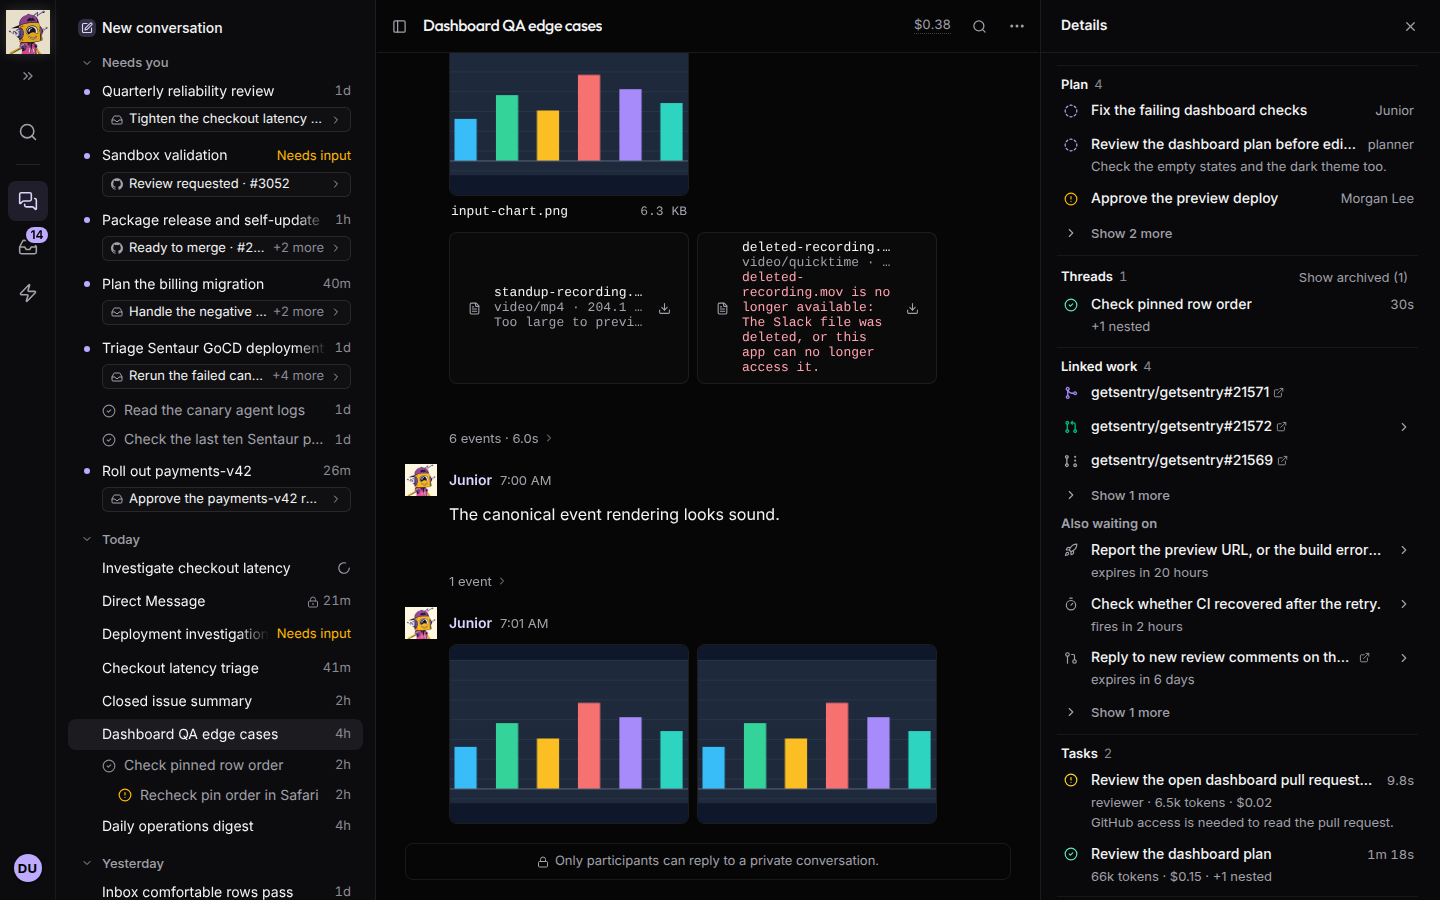 New conversation
Needs you
Quarterly reliability review 1d
Tighten the checkout latency ...
Sandbox validation Needs input
Review requested · #3052
Package release and self-update 1h
Ready to merge · #2... +2 more
Plan the billing migration 40m
Handle the negative ... +2 more
Triage Sentaur GoCD deployment 1d
Rerun the failed can... +4 more
Read the canary agent logs 1d
Check the last ten Sentaur p... 1d
Roll out payments-v42 26m
Approve the payments-v42 r...
Today
Investigate checkout latency
Direct Message 21m
Deployment investigation Needs input
Checkout latency triage 41m
Closed issue summary 2h
Dashboard QA edge cases 4h
Check pinned row order 2h
Recheck pin order in Safari 2h
Daily operations digest 4h
Yesterday
Inbox comfortable rows pass 1d
14
DU
Dashboard QA edge cases $0.38
input-chart.png 6.3 KB
standup-recording.…
video/mp4 · 204.1 …
Too large to previ…
deleted-recording.…
video/quicktime · …
deleted-
recording.mov is no
longer available:
The Slack file was
deleted, or this
app can no longer
access it.
6 events · 6.0s
Junior 7:00 AM
The canonical event rendering looks sound.
1 event
Junior 7:01 AM
Only participants can reply to a private conversation.
Details
Plan 4
Fix the failing dashboard checks Junior
Review the dashboard plan before edi... planner
Check the empty states and the dark theme too.
Approve the preview deploy Morgan Lee
Show 2 more
Threads 1 Show archived (1)
Check pinned row order 30s
+1 nested
Linked work 4
getsentry/getsentry#21571
getsentry/getsentry#21572
getsentry/getsentry#21569
Show 1 more
Also waiting on
Report the preview URL, or the build error...
expires in 20 hours
Check whether CI recovered after the retry.
fires in 2 hours
Reply to new review comments on th...
expires in 6 days
Show 1 more
Tasks 2
Review the open dashboard pull request... 9.8s
reviewer · 6.5k tokens · $0.02
GitHub access is needed to read the pull request.
Review the dashboard plan 1m 18s
66k tokens · $0.15 · +1 nested